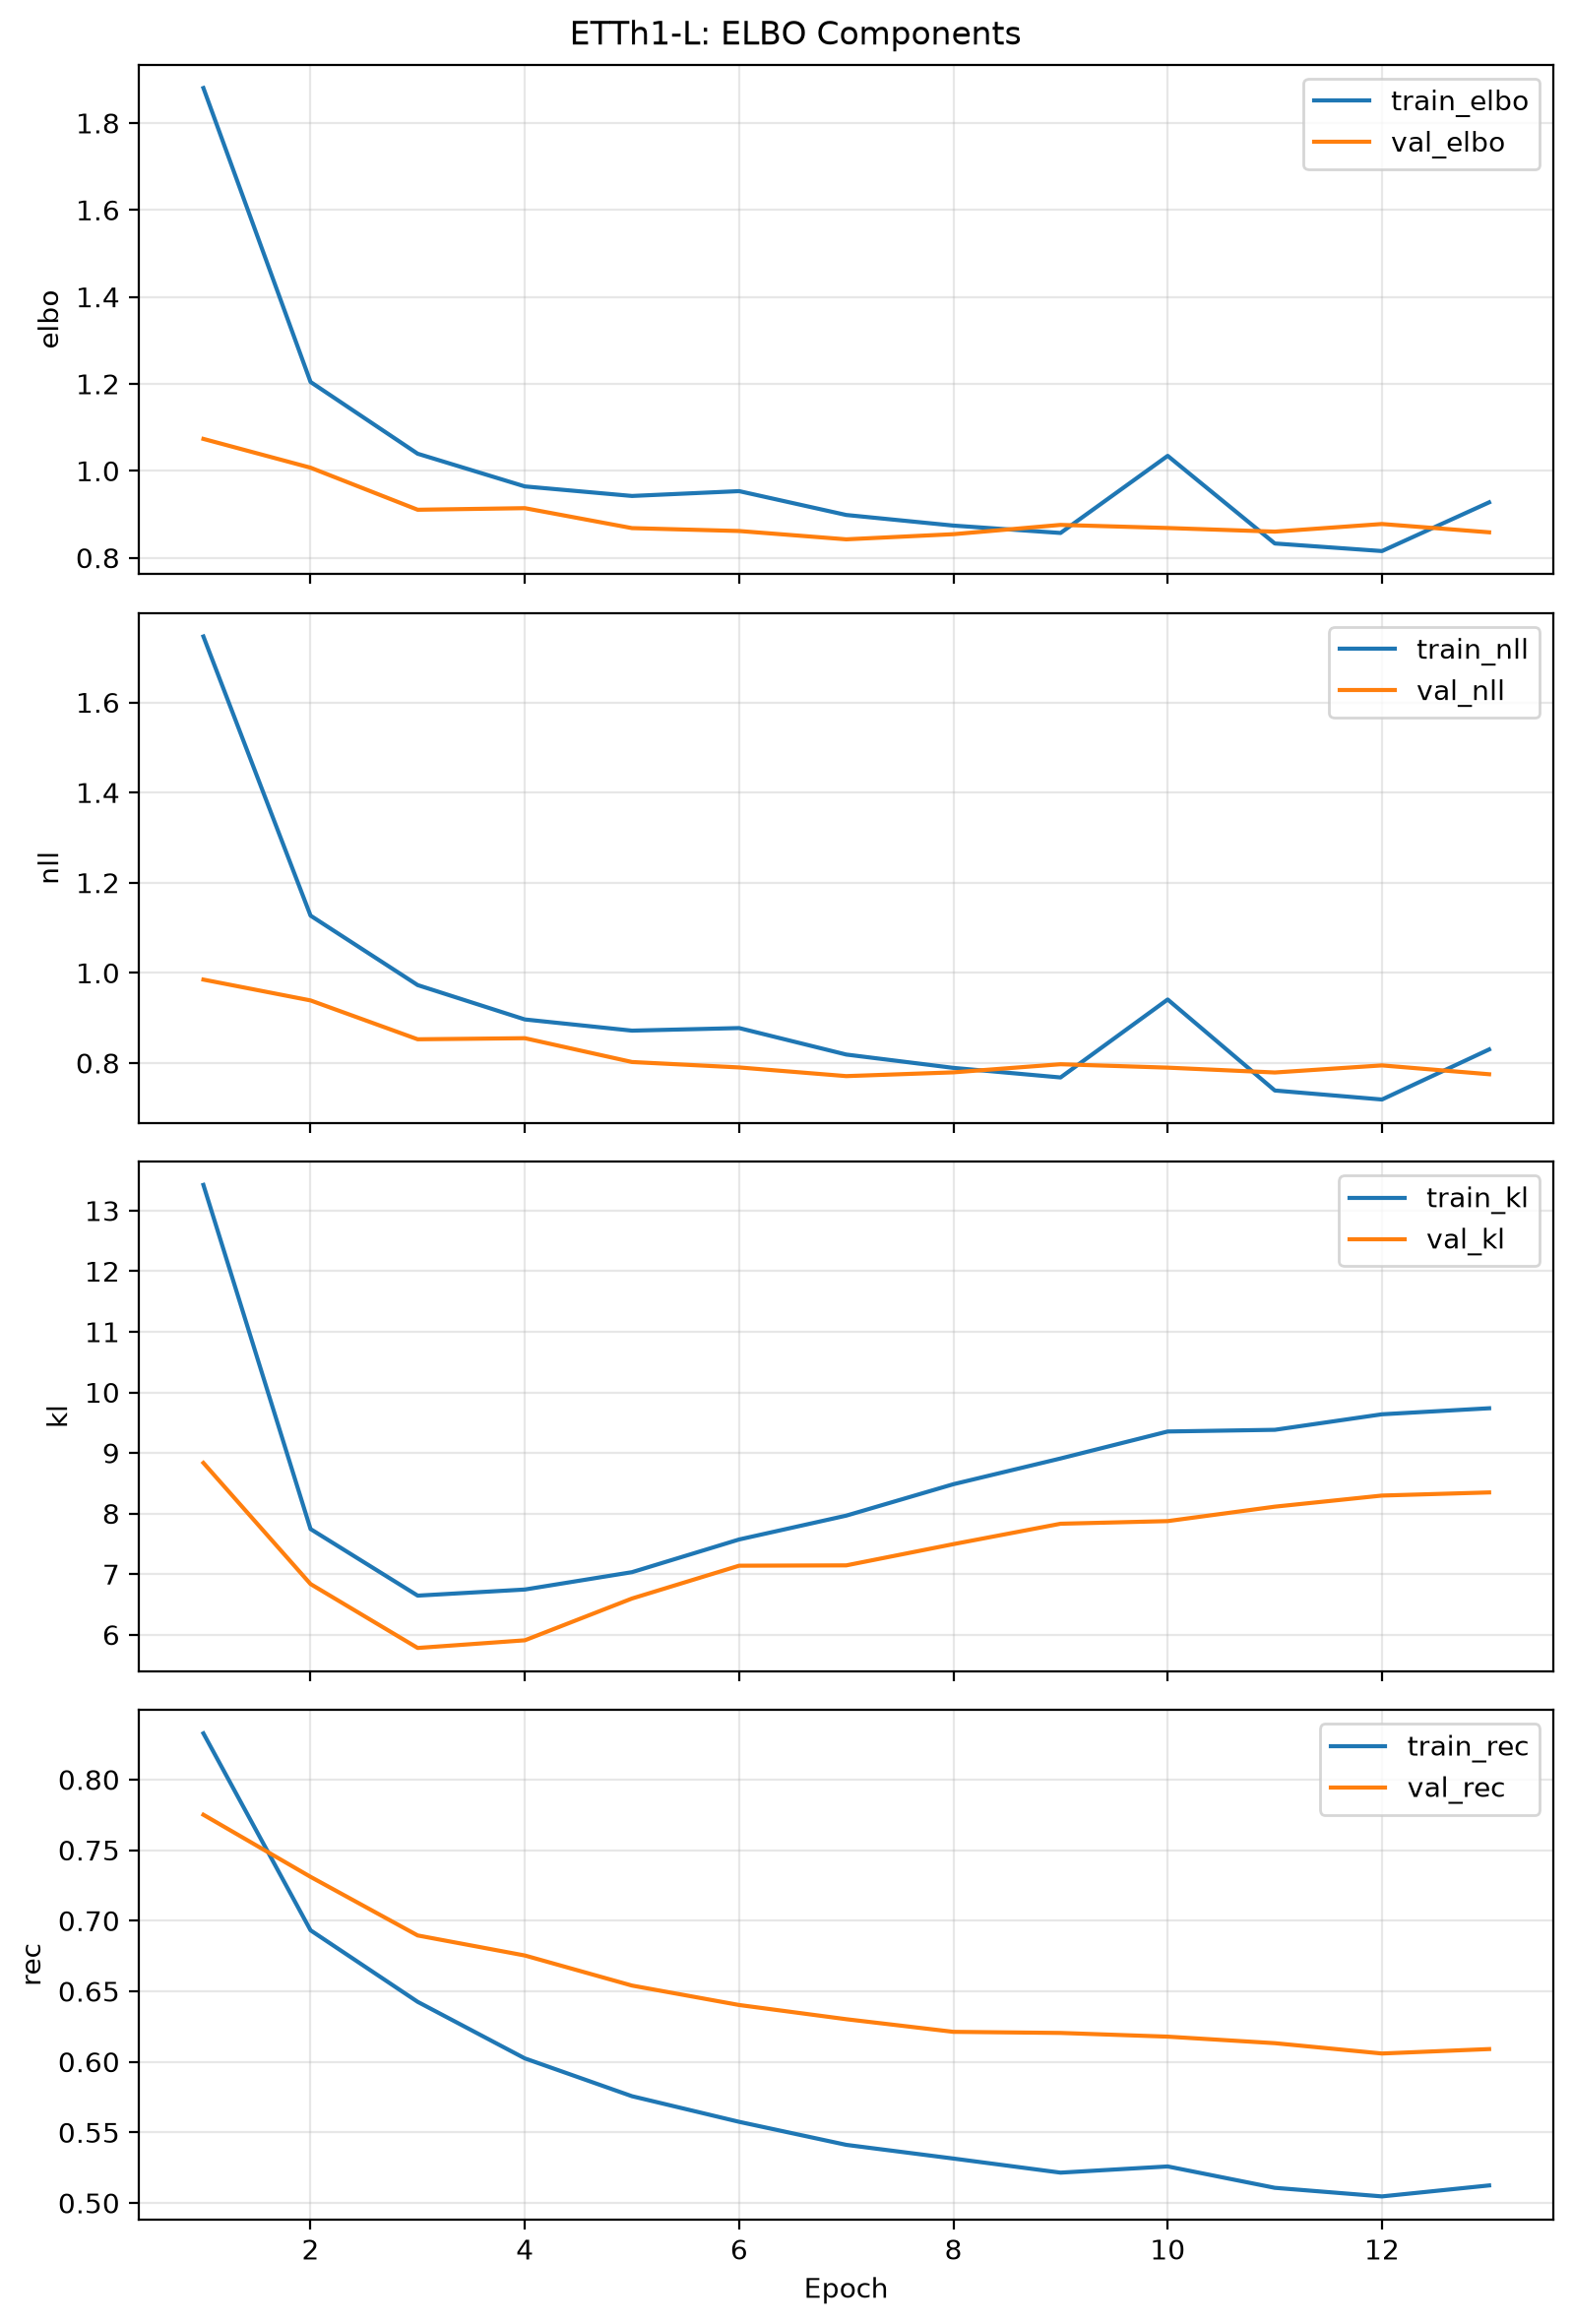 ETTh1-L: ELBO Components
train_elbo
val_elbo
1.8
1.6
1.4
1.2
1.0
0.8
elbo
train_nll
val_nll
1.6
1.4
1.2
1.0
0.8
nll
train_kl
val_kl
13
12
11
10
9
8
7
6
kl
train_rec
val_rec
0.80
0.75
0.70
0.65
0.60
0.55
0.50
rec
2 4 6 8 10 12
Epoch